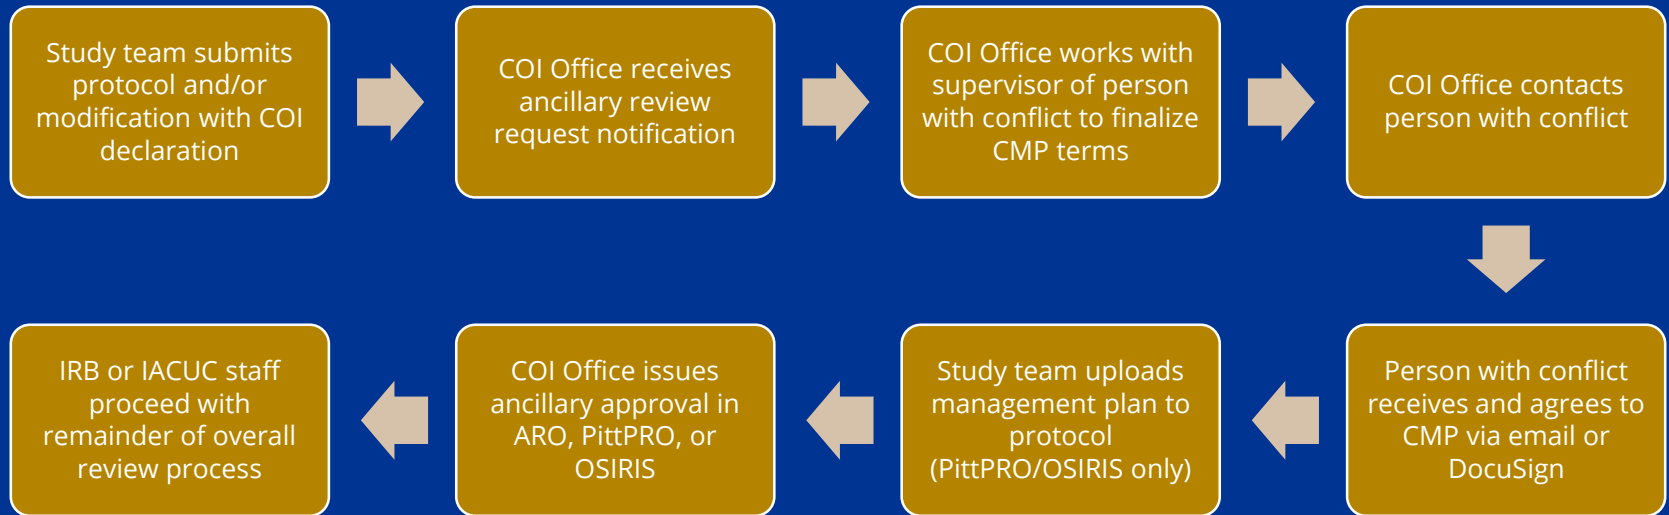 Study team submits
protocol and/or
modification with COI
declaration
COI Office receives
ancillary review
request notification
COI Office works with
supervisor of person
with conflict to finalize
CMP terms
COI Office contacts
person with conflict
Person with conflict
receives and agrees to
CMP via email or
DocuSign
Study team uploads
management plan to
protocol
(PittPRO/OSIRIS only)
COI Office issues
ancillary approval in
ARO, PittPRO, or
OSIRIS
IRB or IACUC staff
proceed with
remainder of overall
review process